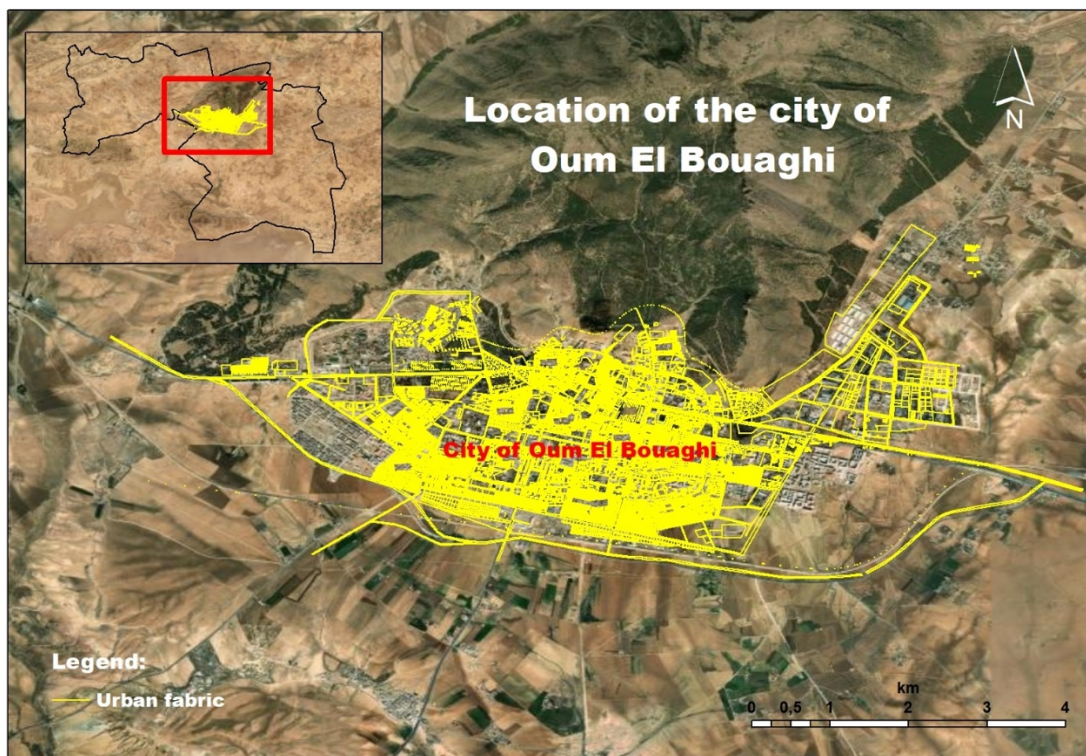 Location of the city of
Oum El Bouaghi
N
City of Oum El Bouaghi
Legend:
Urban fabric
km
0 0,5 1 2 3 4